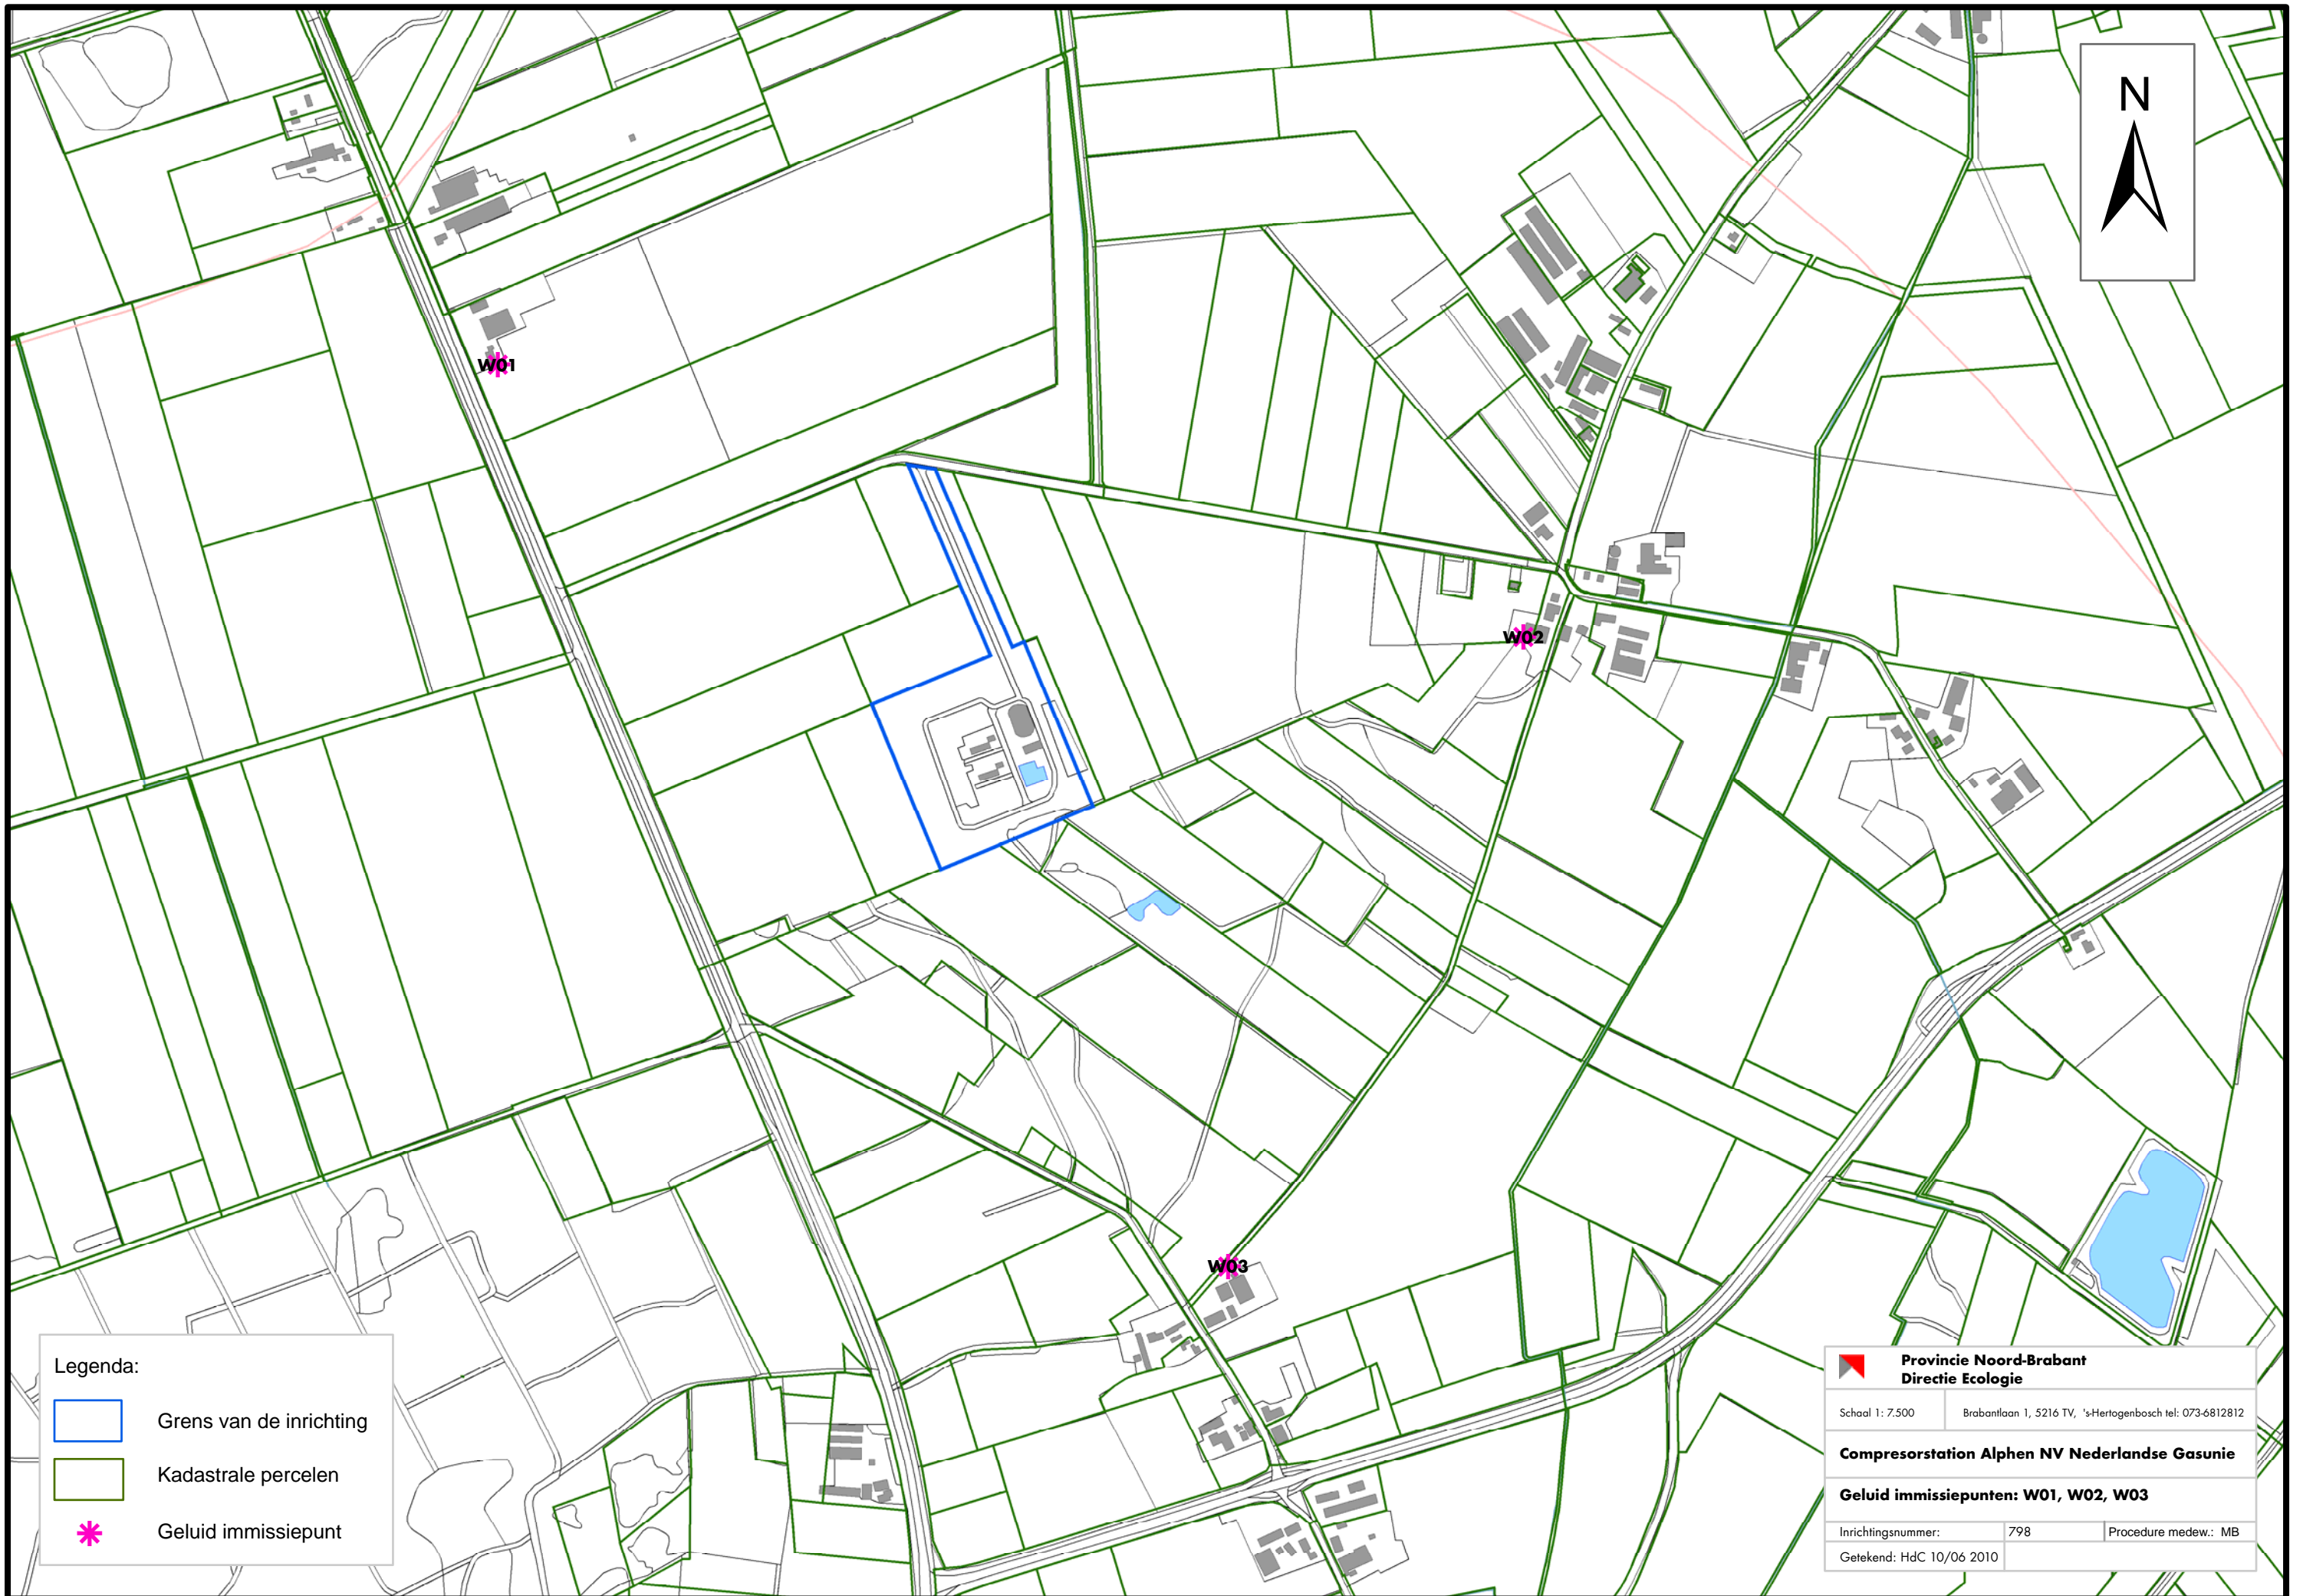 N
W01
W02
W03
Legenda:
Grens van de inrichting
Kadastrale percelen
Geluid immissiepunt
Provincie Noord-Brabant
Directie Ecologie
Schaal 1: 7.500
Brabantlaan 1, 5216 TV, 's-Hertogenbosch tel: 073-6812812
Compresorstation Alphen NV Nederlandse Gasunie
Geluid immissiepunten: W01, W02, W03
Inrichtingsnummer: 798 Procedure medew.: MB
Getekend: HdC 10/06 2010